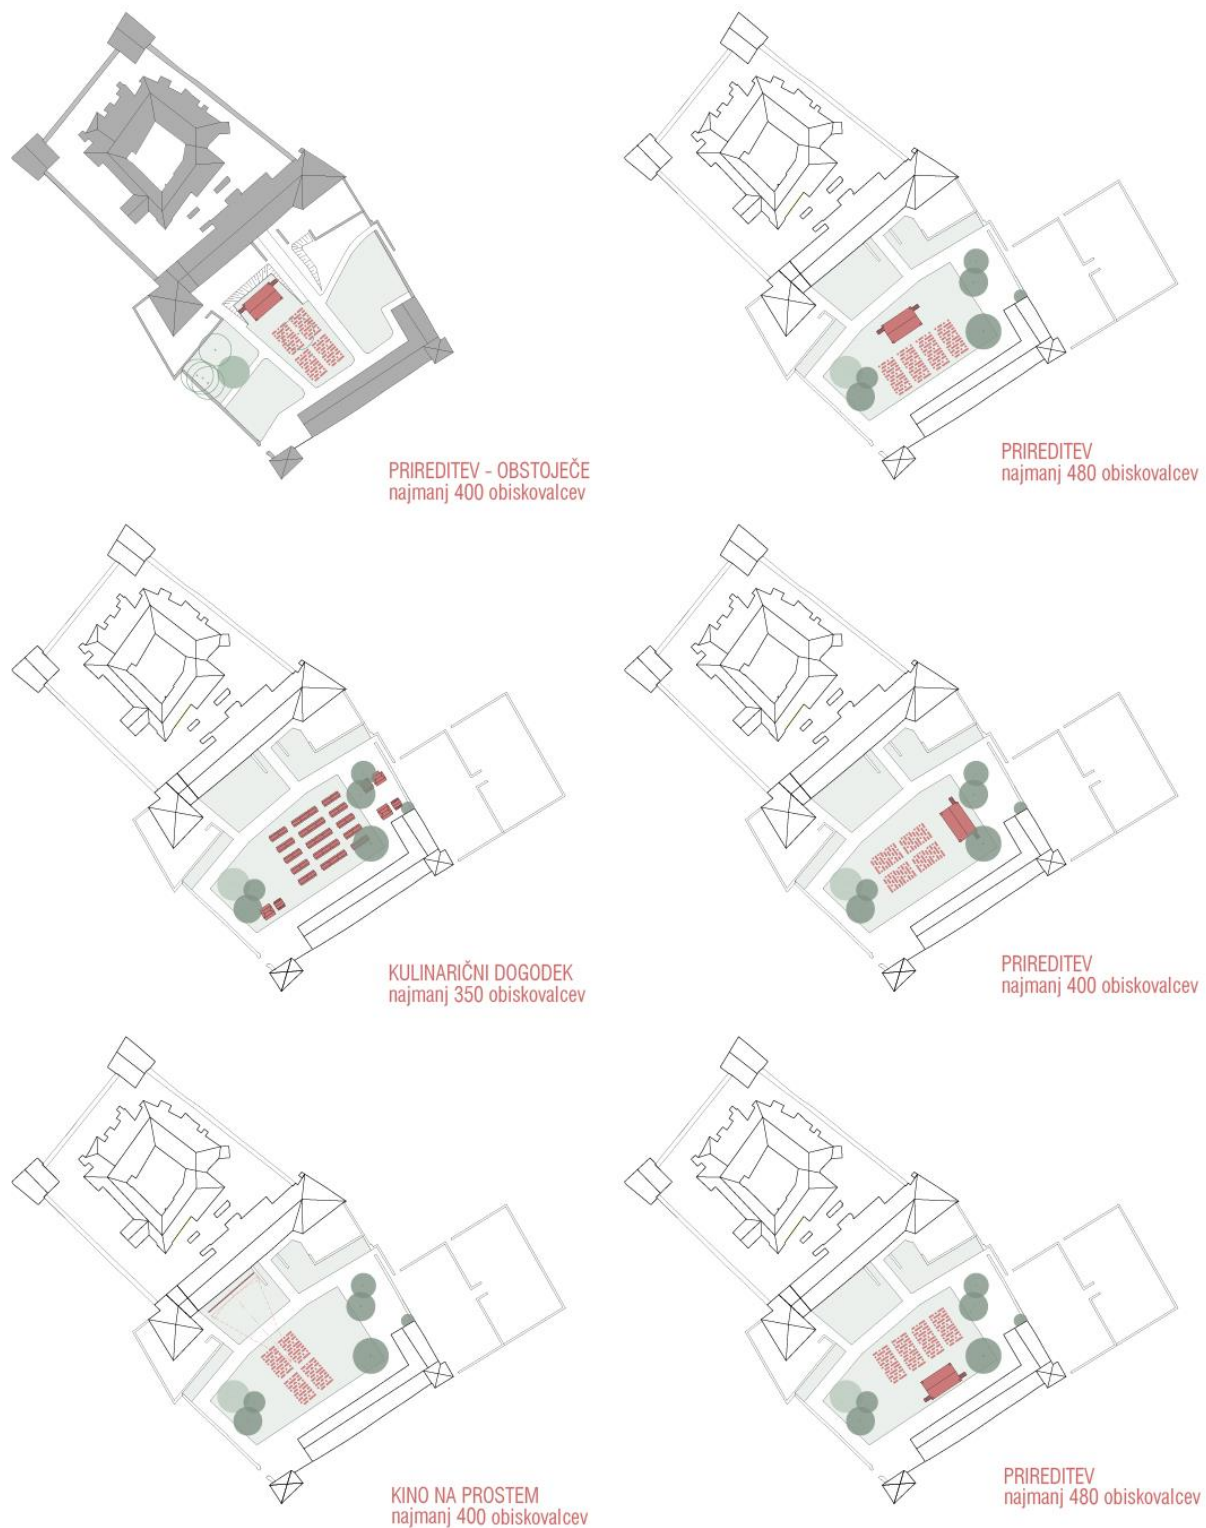 PRIREDITEV - OBSTOJEČE
najmanj 400 obiskovalcev
PRIREDITEV
najmanj 480 obiskovalcev
KULINARIČNI DOGODEK
najmanj 350 obiskovalcev
PRIREDITEV
najmanj 400 obiskovalcev
KINO NA PROSTEM
najmanj 400 obiskovalcev
PRIREDITEV
najmanj 480 obiskovalcev